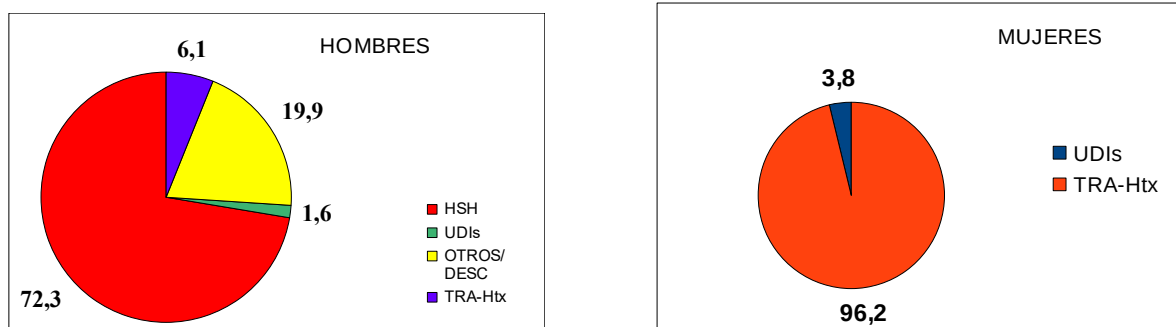 HOMBRES
6,1
19,9
1,6
72,3
HSH
UDIs
OTROS/
DESC
TRA-Htx
MUJERES
3,8
96,2
UDIs
TRA-Htx